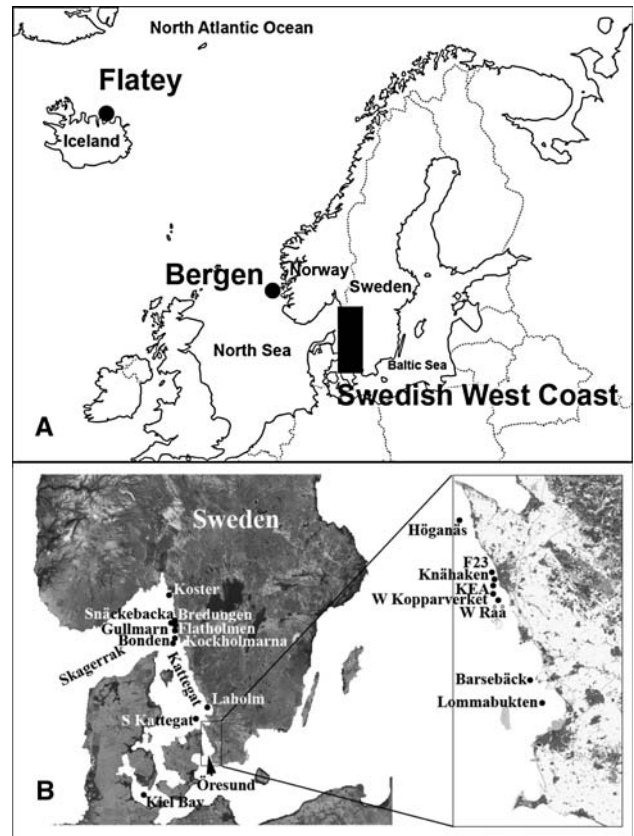 North Atlantic Ocean
Flatey
Iceland
Bergen
Norway
Sweden
North Sea
Baltic Sea
Swedish West Coast
A
Sweden
Koster
Snäckebacka
Bredungen
Gullmarn
Flatholmen
Bonden
Kockholmarna
Skagerrak
Kattegat
Laholm
S Kattegat
Öresund
Kiel Bay
B
Höganäs
F23
Knähaken
KEA
W Kopparverket
W Råå
Barsebäck
Lommabukten